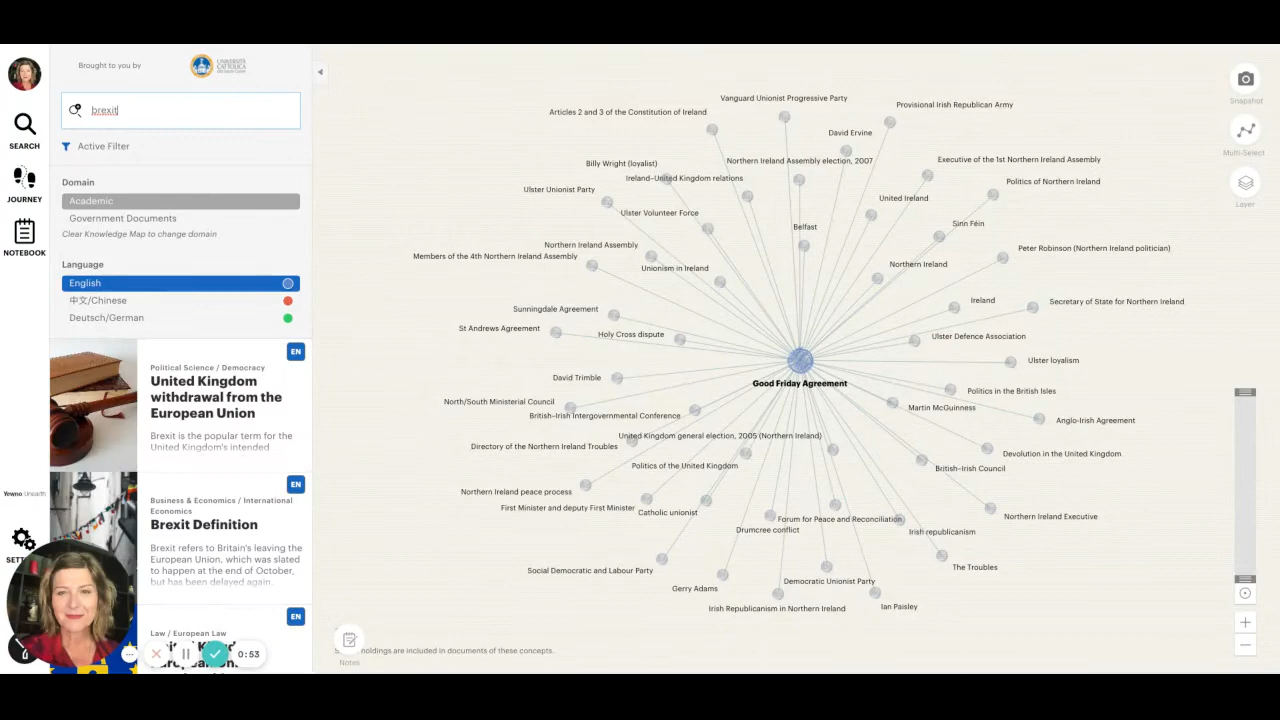 Brought to you by
UNIVERSITÀ
CATTOLICA
brexit
Active Filter
Domain
Academic
Government Documents
Clear Knowledge Map to change domain
Language
English
中文/Chinese
Deutsch/German
SEARCH
JOURNEY
NOTEBOOK
Yewno Unearth
EN
Political Science / Democracy
United Kingdom
withdrawal from the
European Union
Brexit is the popular term for the
United Kingdom's intended
EN
Business & Economics / International
Economics
Brexit Definition
Brexit refers to Britain's leaving the
European Union, which was slated
to happen at the end of October,
but has been delayed again.
EN
Law / European Law
0:53
Vanguard Unionist Progressive Party
Provisional Irish Republican Army
Articles 2 and 3 of the Constitution of Ireland
David Ervine
Billy Wright (loyalist)
Northern Ireland Assembly election, 2007
Executive of the 1st Northern Ireland Assembly
Ireland–United Kingdom relations
Politics of Northern Ireland
Ulster Unionist Party
United Ireland
Ulster Volunteer Force
Sinn Féin
Belfast
Northern Ireland Assembly
Peter Robinson (Northern Ireland politician)
Members of the 4th Northern Ireland Assembly
Unionism in Ireland
Northern Ireland
Ireland
Secretary of State for Northern Ireland
Sunningdale Agreement
St Andrews Agreement
Holy Cross dispute
Ulster Defence Association
Ulster loyalism
David Trimble
Good Friday Agreement
Politics in the British Isles
North/South Ministerial Council
Martin McGuinness
British–Irish Intergovernmental Conference
Anglo-Irish Agreement
United Kingdom general election, 2005 (Northern Ireland)
Directory of the Northern Ireland Troubles
Devolution in the United Kingdom
Politics of the United Kingdom
British–Irish Council
Northern Ireland peace process
First Minister and deputy First Minister
Catholic unionist
Forum for Peace and Reconciliation
Northern Ireland Executive
Drumcree conflict
Irish republicanism
Social Democratic and Labour Party
The Troubles
Gerry Adams
Democratic Unionist Party
Irish Republicanism in Northern Ireland
Ian Paisley
holdings are included in documents of these concepts.
Notes
Snapshot
Multi-Select
Layer